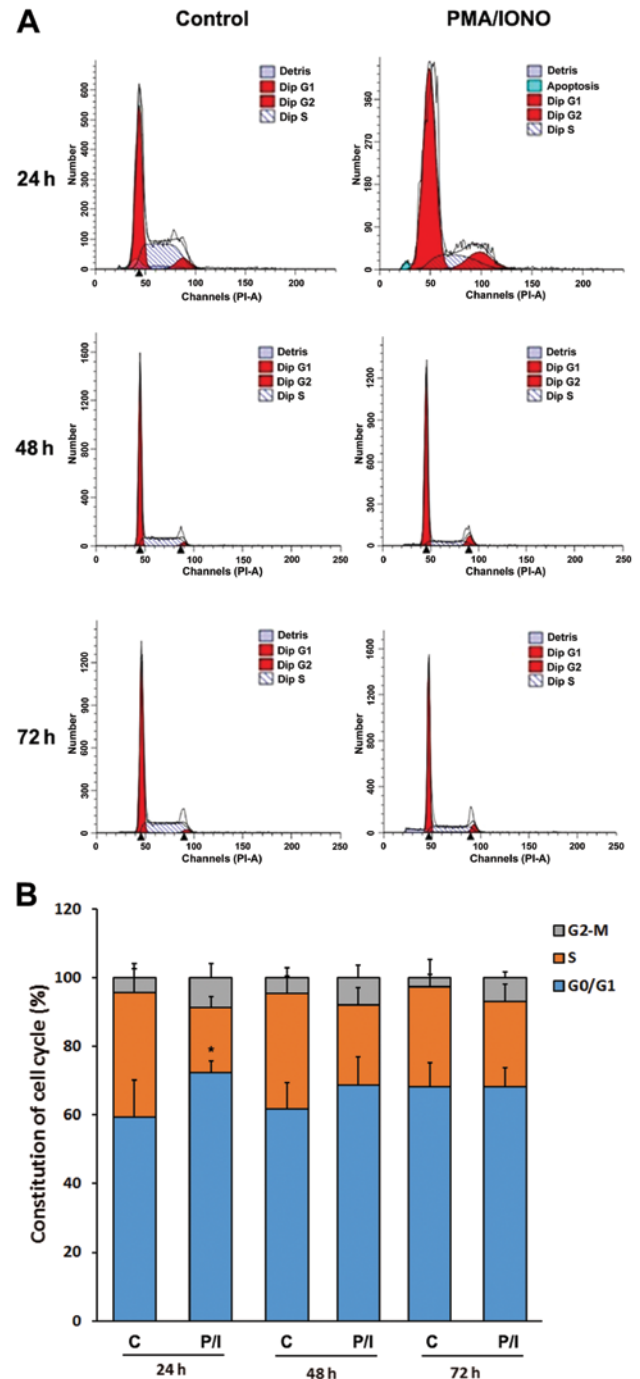 A
Control
PMA/IONO
24 h
Number
600
500
400
300
200
100
0
0 50 100 150 200
Channels (PI-A)
Detris
Dip G1
Dip G2
Dip S
Number
360
270
180
90
0
0 50 100 150 200
Channels (PI-A)
Detris
Apoptosis
Dip G1
Dip G2
Dip S
48 h
Number
1600
1200
800
400
0
0 50 100 150 200 250
Channels (PI-A)
Detris
Dip G1
Dip G2
Dip S
Number
1200
900
600
300
0
0 50 100 150 200 250
Channels (PI-A)
Detris
Dip G1
Dip G2
Dip S
72 h
Number
1200
900
600
300
0
0 50 100 150 200 250
Channels (PI-A)
Detris
Dip G1
Dip G2
Dip S
Number
1600
1200
800
400
0
0 50 100 150 200 250
Channels (PI-A)
Detris
Dip G1
Dip G2
Dip S
B
Constitution of cell cycle (%)
120
100
80
60
40
20
0
*
G2-M
S
G0/G1
C P/I C P/I C P/I
24 h 48 h 72 h